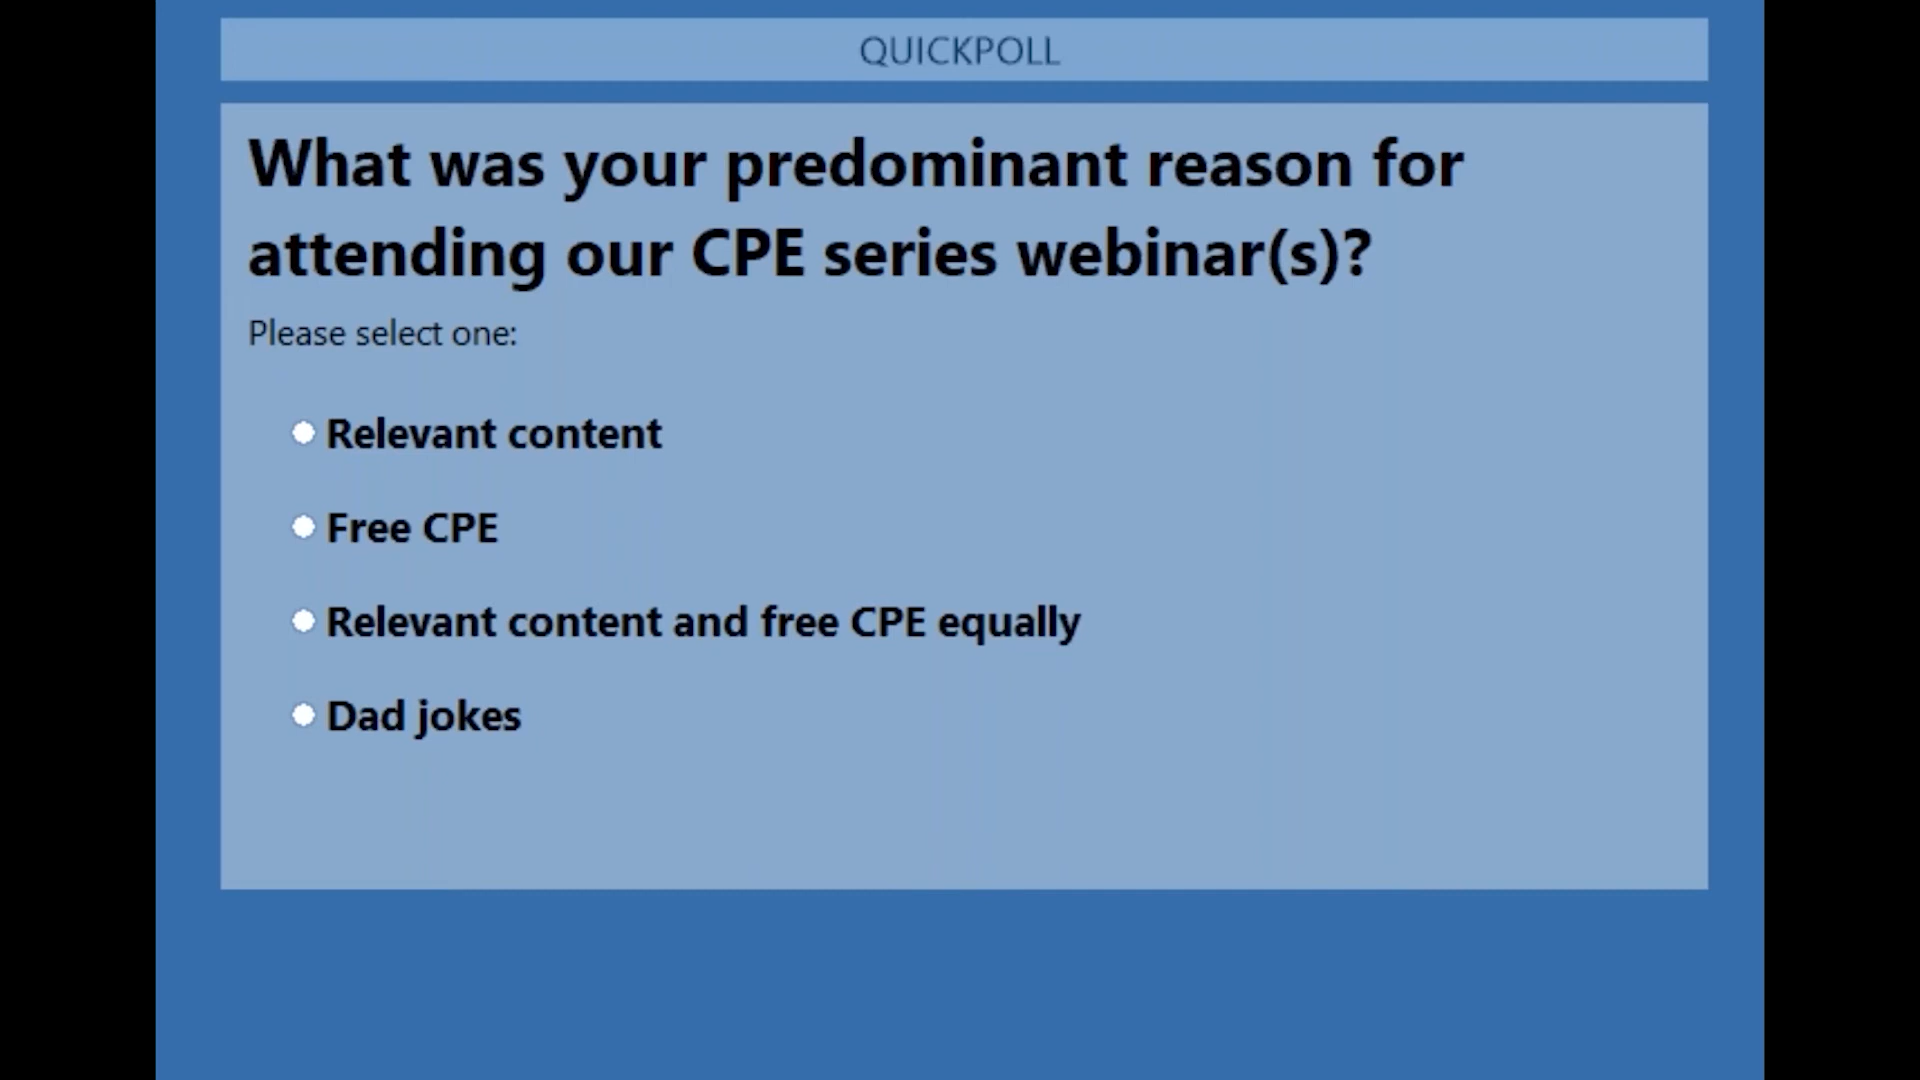 QUICKPOLL
What was your predominant reason for
attending our CPE series webinar(s)?
Please select one:
Relevant content
Free CPE
Relevant content and free CPE equally
Dad jokes